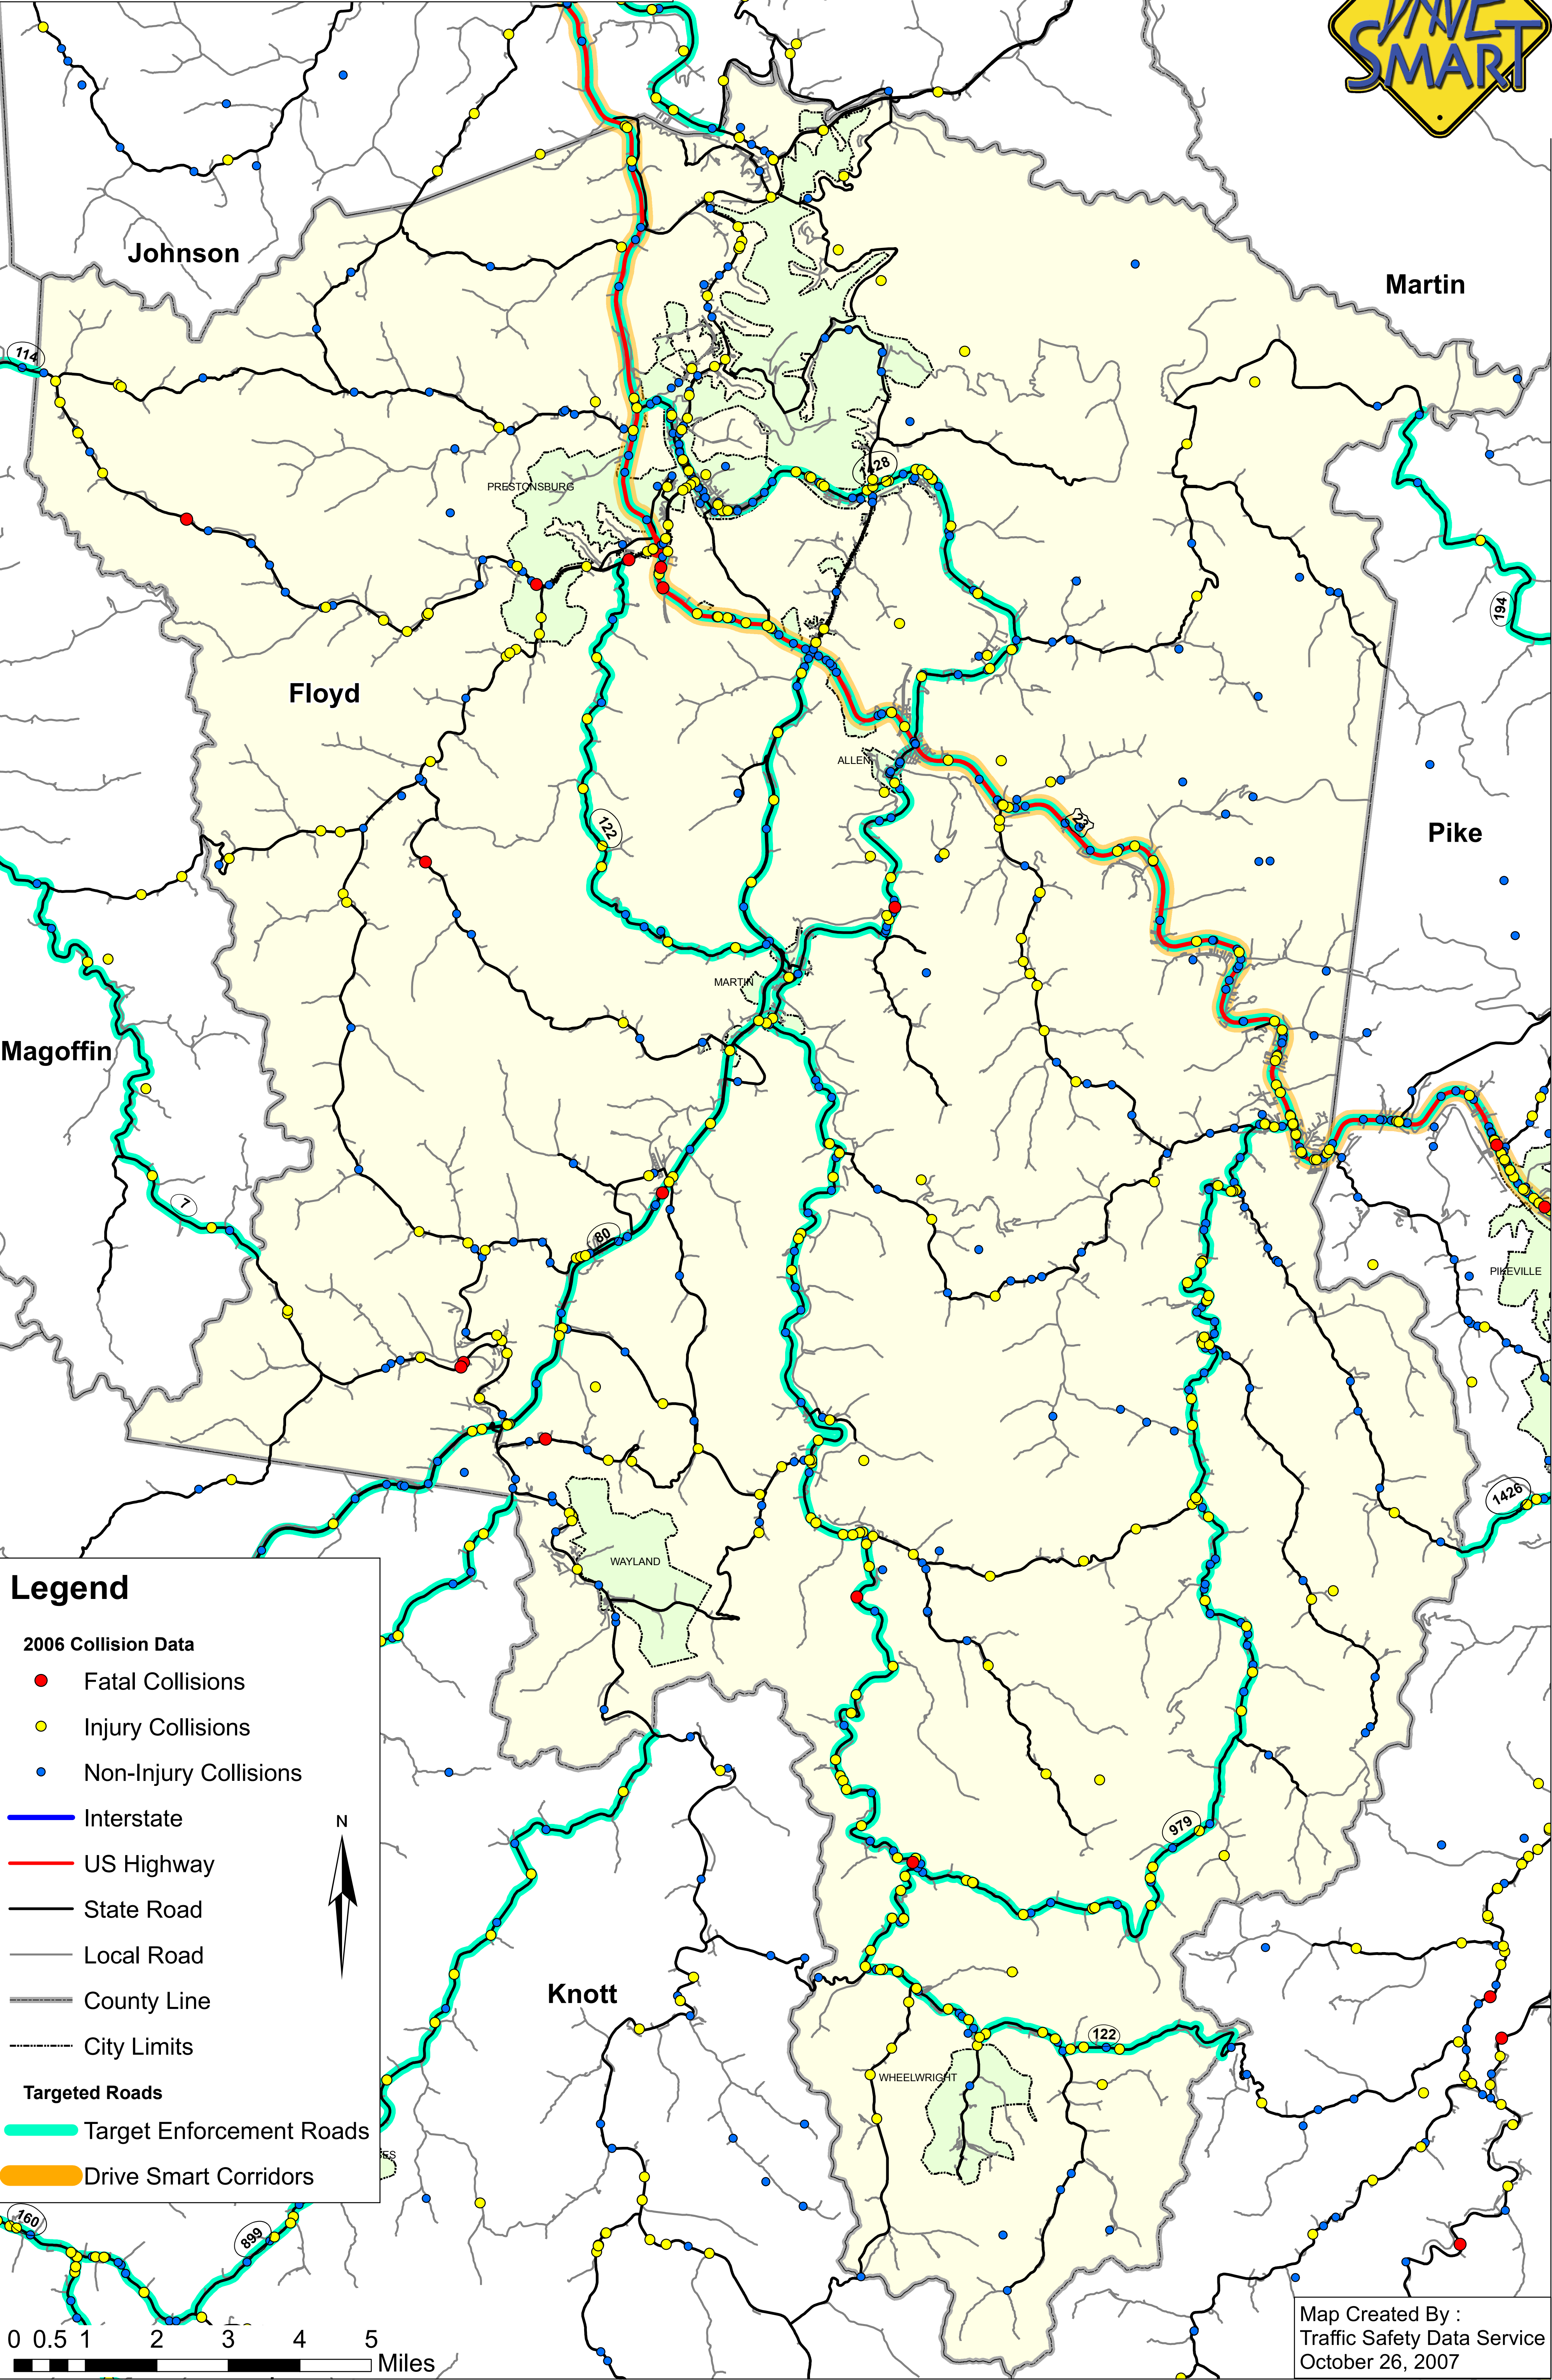 DRIVE
SMART
Johnson
Martin
114
PRESTONSBURG
1428
194
Floyd
ALLEN
122
23
Pike
MARTIN
Magoffin
7
80
PIKEVILLE
1426
WAYLAND
979
Knott
122
WHEELWRIGHT
Legend
2006 Collision Data
Fatal Collisions
Injury Collisions
Non-Injury Collisions
Interstate
N
US Highway
State Road
Local Road
County Line
City Limits
Targeted Roads
Target Enforcement Roads
ES
Drive Smart Corridors
160
899
0 0.5 1 2 3 4 5
Miles
Map Created By :
Traffic Safety Data Service
October 26, 2007